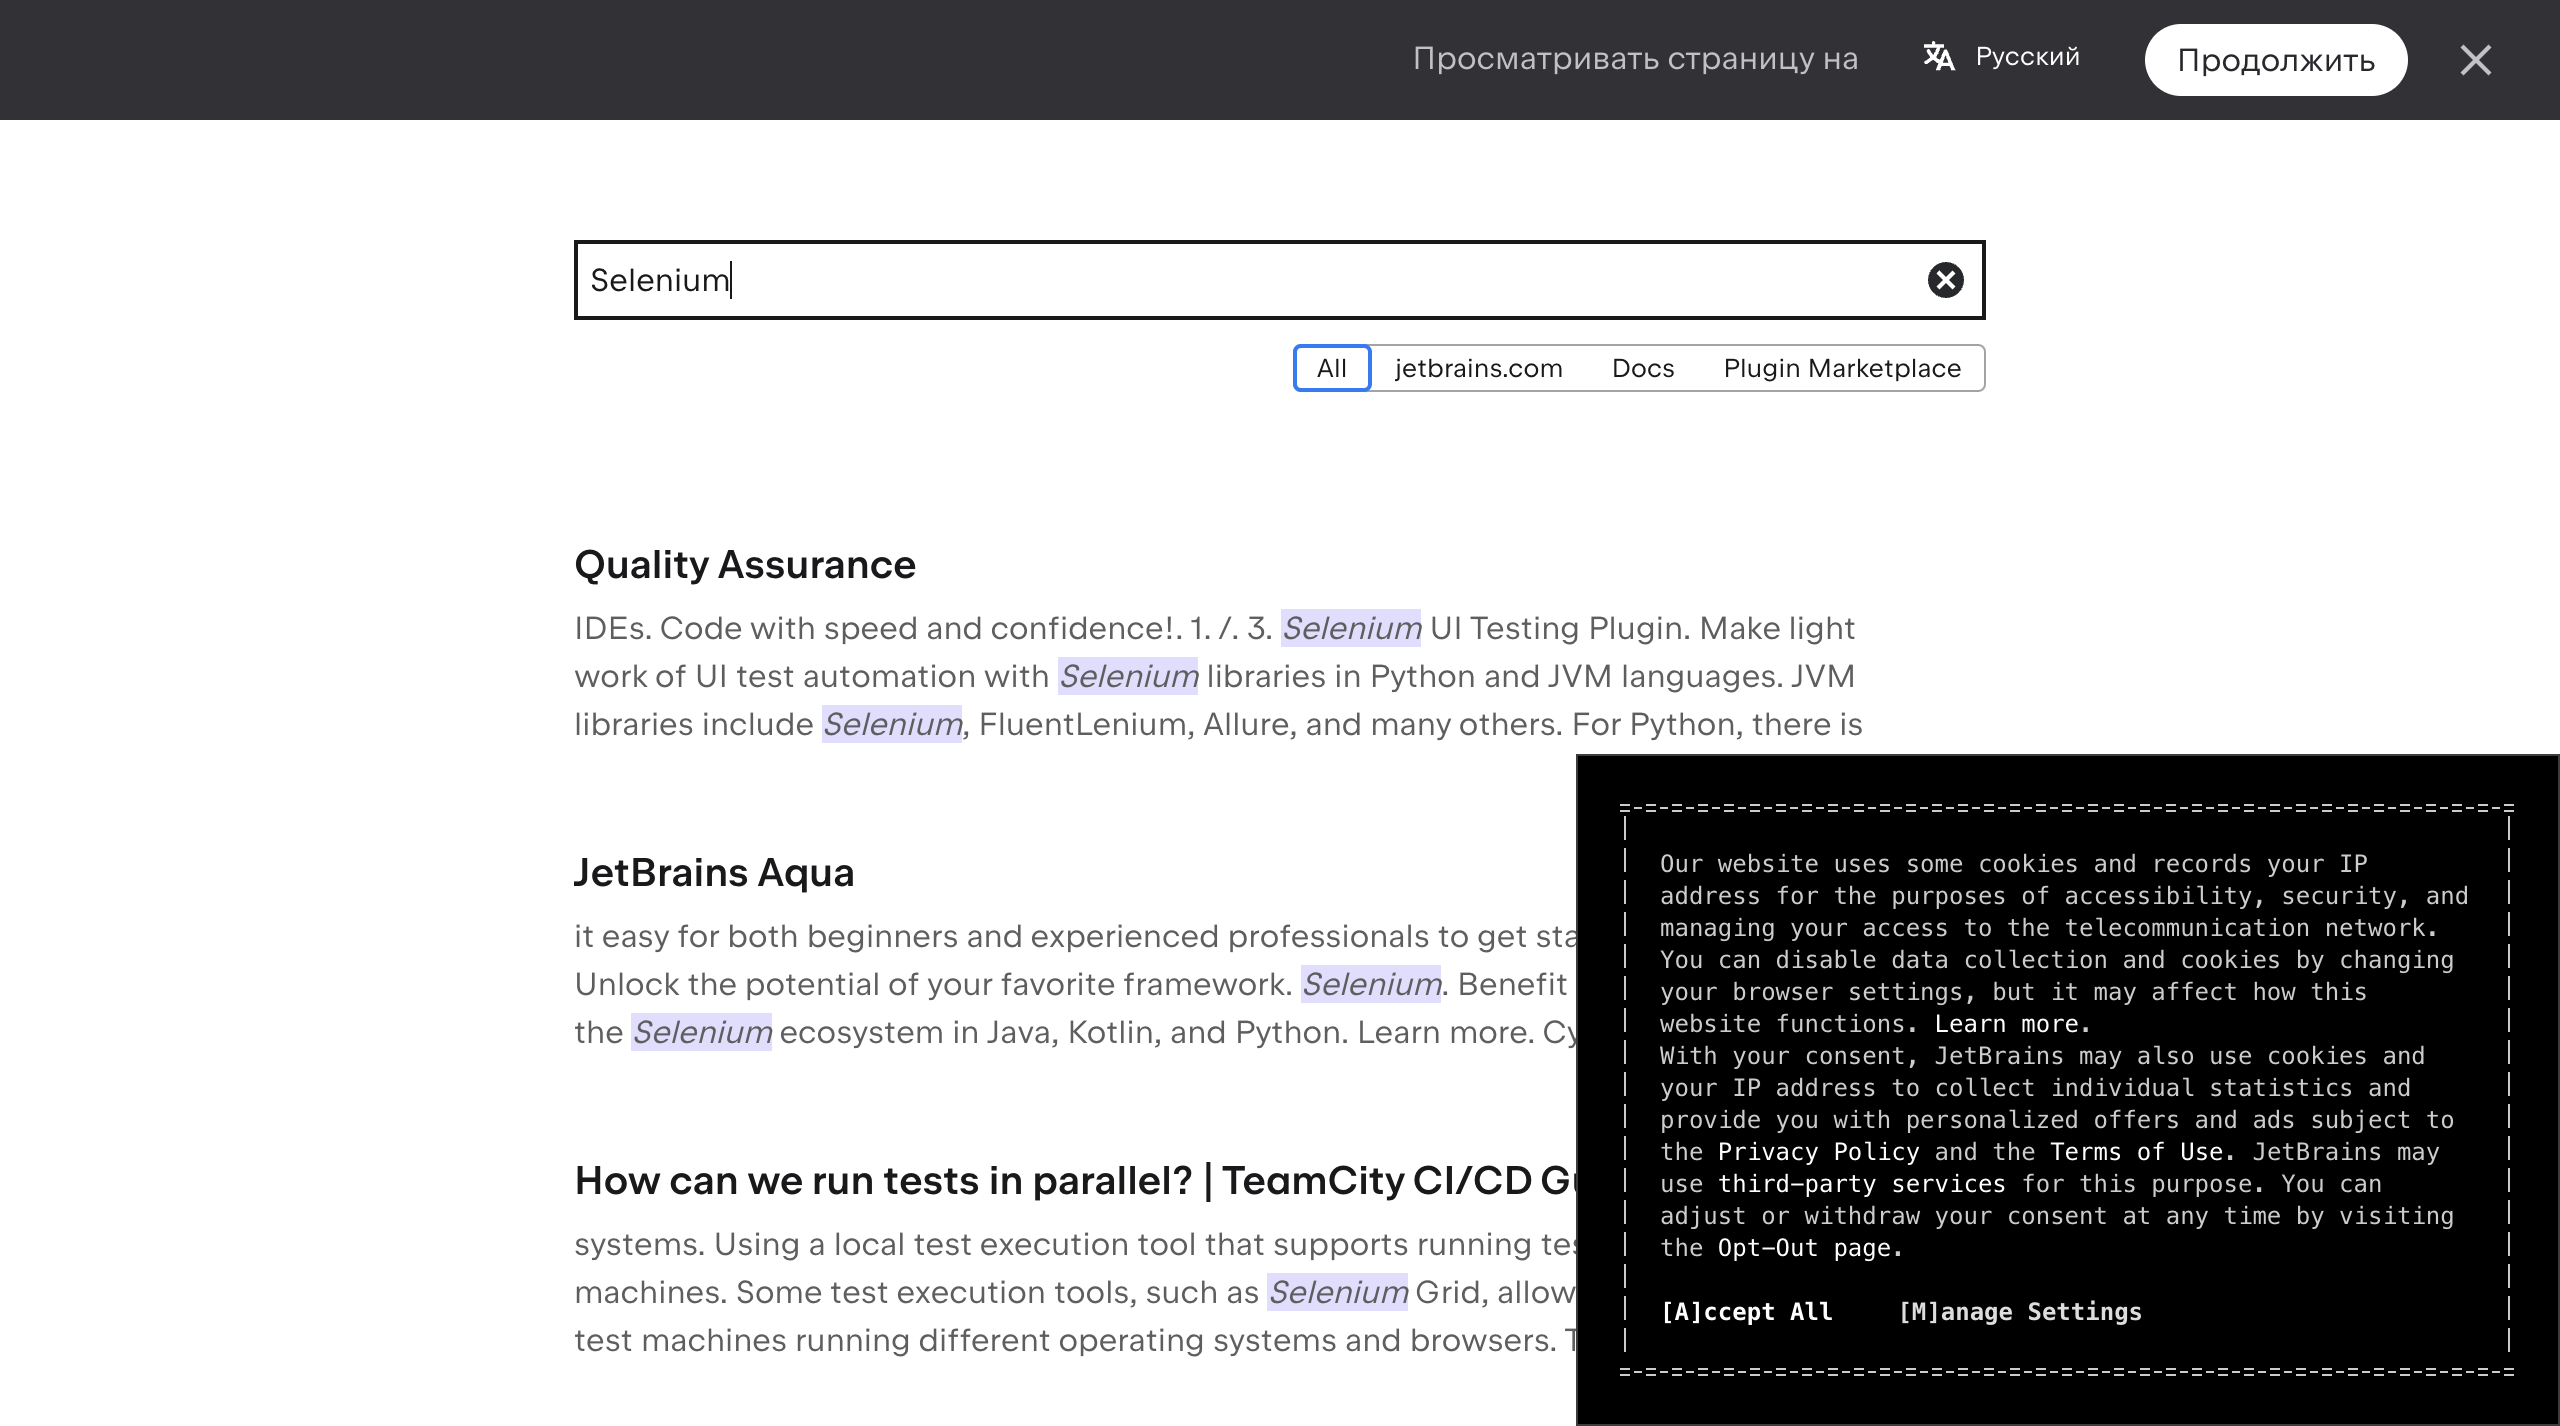 Просматривать страницу на Русский Продолжить
Selenium
All jetbrains.com Docs Plugin Marketplace
Quality Assurance
IDEs. Code with speed and confidence!. 1. /. 3. Selenium UI Testing Plugin. Make light
work of UI test automation with Selenium libraries in Python and JVM languages. JVM
libraries include Selenium, FluentLenium, Allure, and many others. For Python, there is
JetBrains Aqua
it easy for both beginners and experienced professionals to get
Unlock the potential of your favorite framework. Selenium. Benefit
the Selenium ecosystem in Java, Kotlin, and Python. Learn more.
How can we run tests in parallel? | TeamCity CI/CD
systems. Using a local test execution tool that supports running
machines. Some test execution tools, such as Selenium Grid, allow
test machines running different operating systems and browsers.
Our website uses some cookies and records your IP
address for the purposes of accessibility, security, and
managing your access to the telecommunication network.
You can disable data collection and cookies by changing
your browser settings, but it may affect how this
website functions. Learn more.
With your consent, JetBrains may also use cookies and
your IP address to collect individual statistics and
provide you with personalized offers and ads subject to
the Privacy Policy and the Terms of Use. JetBrains may
use third-party services for this purpose. You can
adjust or withdraw your consent at any time by visiting
the Opt-Out page.
[A]ccept All [M]anage Settings